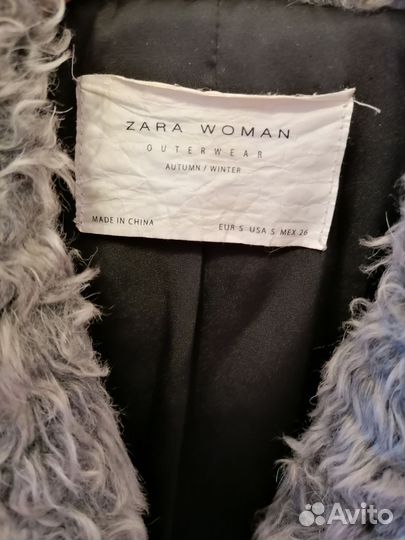 ZARA WOMAN
OUTERWEAR
AUTUMN / WINTER
MADE IN CHINA
EUR S USA S MEX 26
Avito